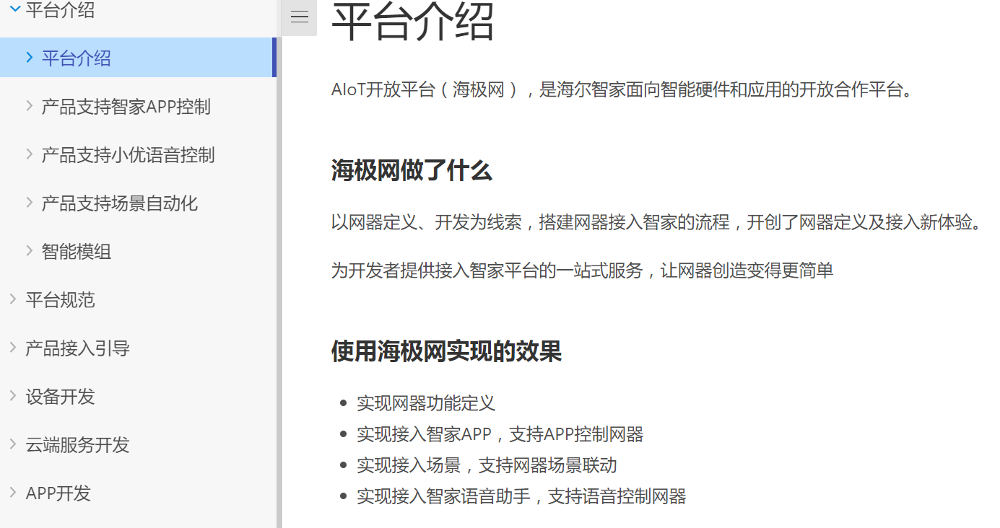 平台介绍
平台介绍
产品支持智家APP控制
产品支持小优语音控制
产品支持场景自动化
智能模组
平台规范
产品接入引导
设备开发
云端服务开发
APP开发
平台介绍
AIoT开放平台（海极网），是海尔智家面向智能硬件和应用的开放合作平台。
海极网做了什么
以网器定义、开发为线索，搭建网器接入智家的流程，开创了网器定义及接入新体验。
为开发者提供接入智家平台的一站式服务，让网器创造变得更简单
使用海极网实现的效果
实现网器功能定义
实现接入智家APP，支持APP控制网器
实现接入场景，支持网器场景联动
实现接入智家语音助手，支持语音控制网器